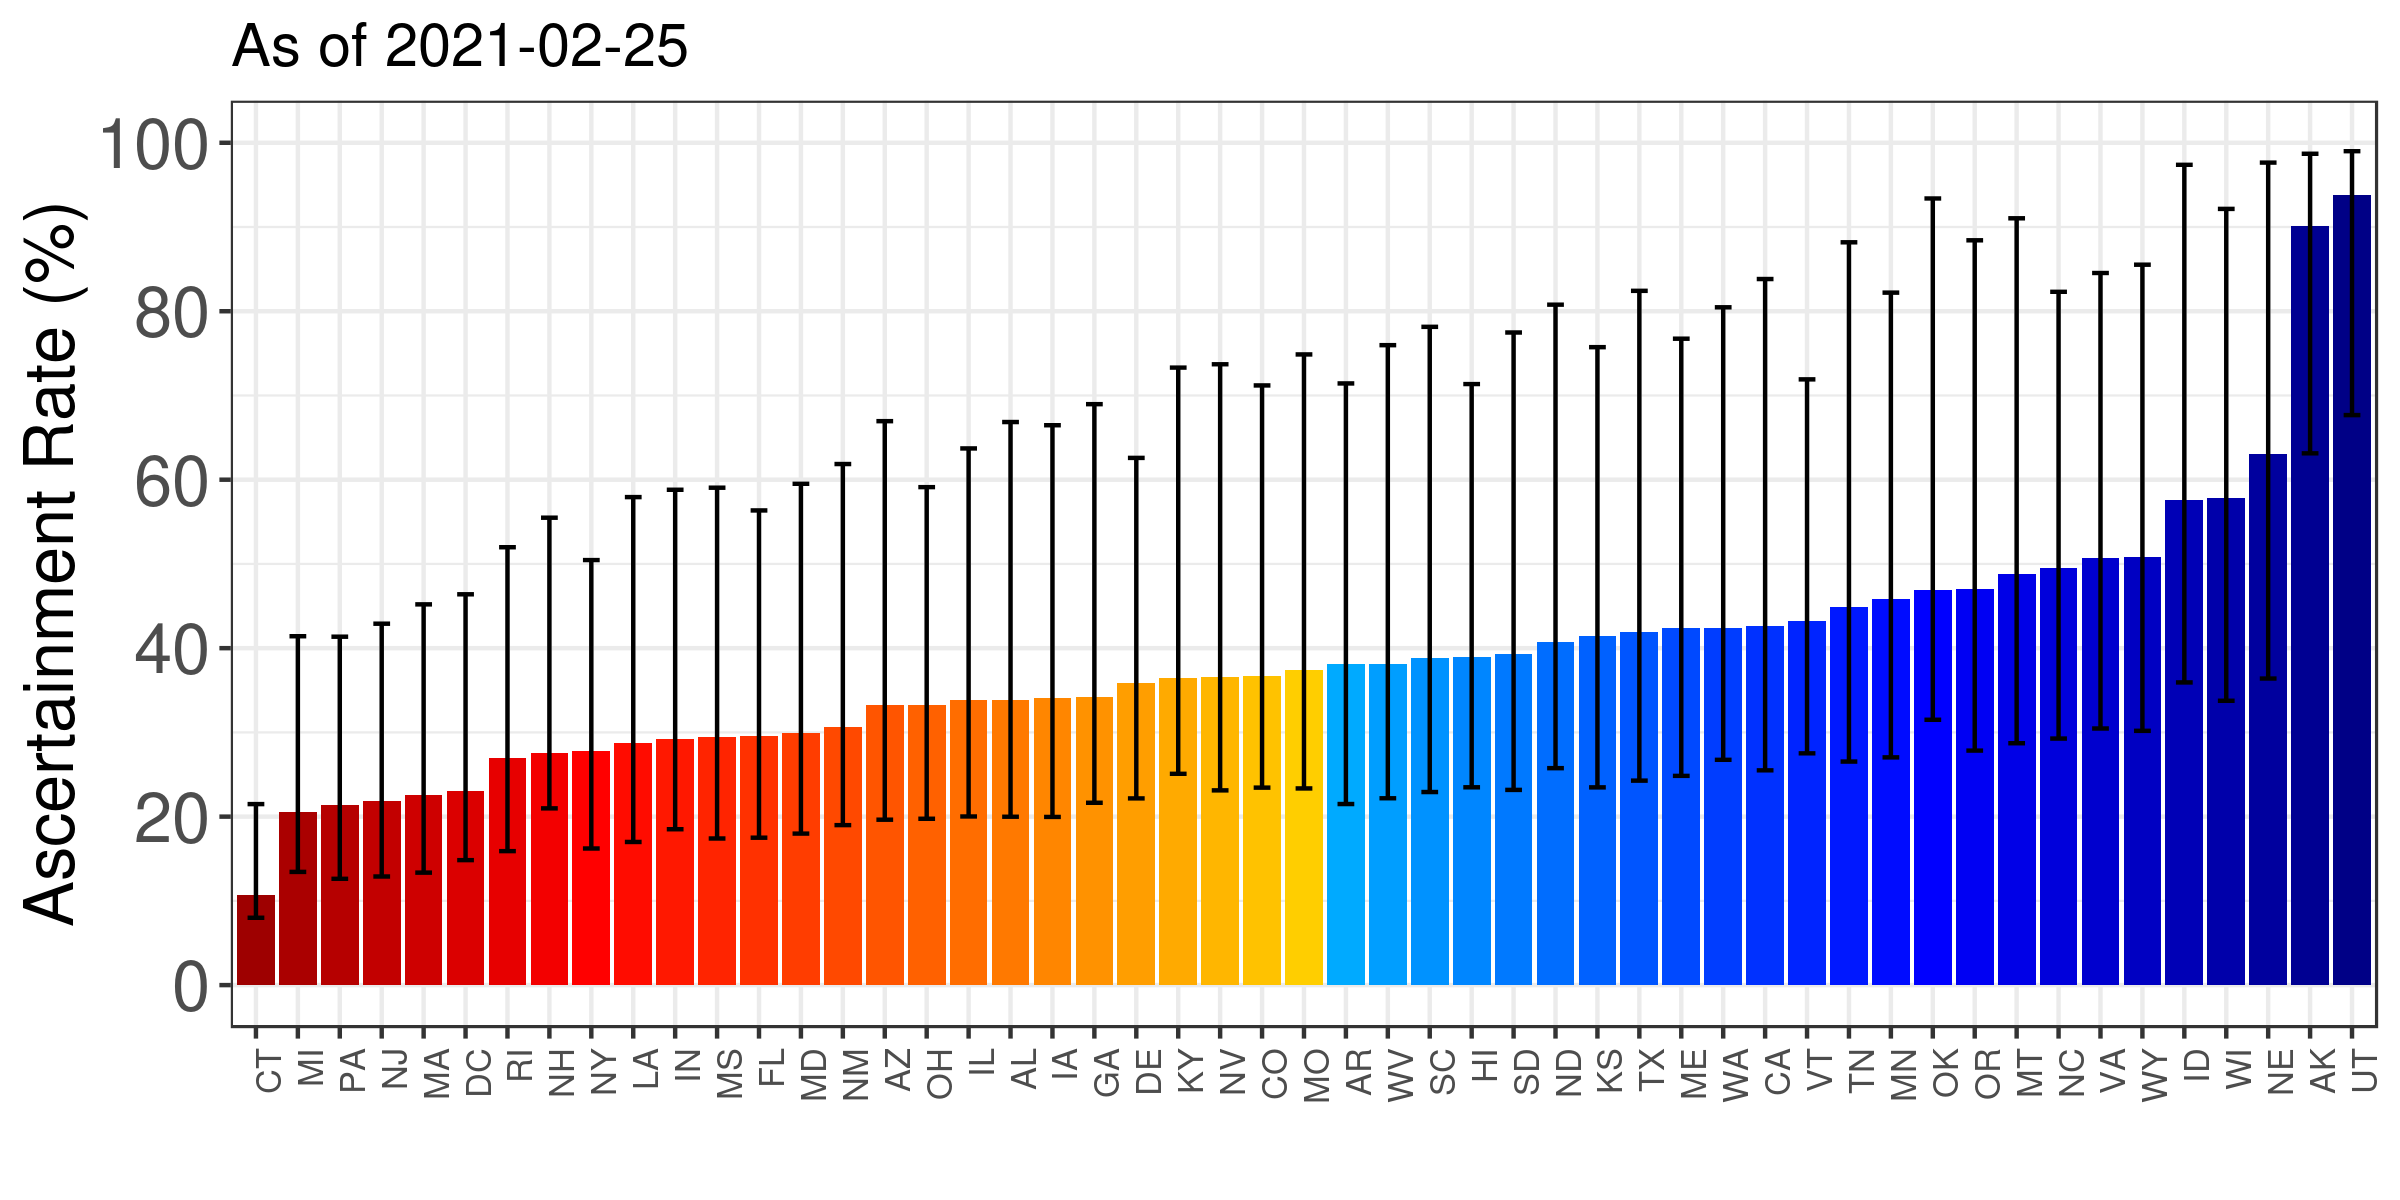 As of 2021-02-25
Ascertainment Rate (%)
100
80
60
40
20
0
CT MI PA NJ MA DC RI NH NY LA IN MS FL MD NM AZ OH IL AL IA GA DE KY NV CO MO AR WV SC HI SD ND KS TX ME WA CA VT TN MN OK OR MT NC VA WY ID WI NE AK UT